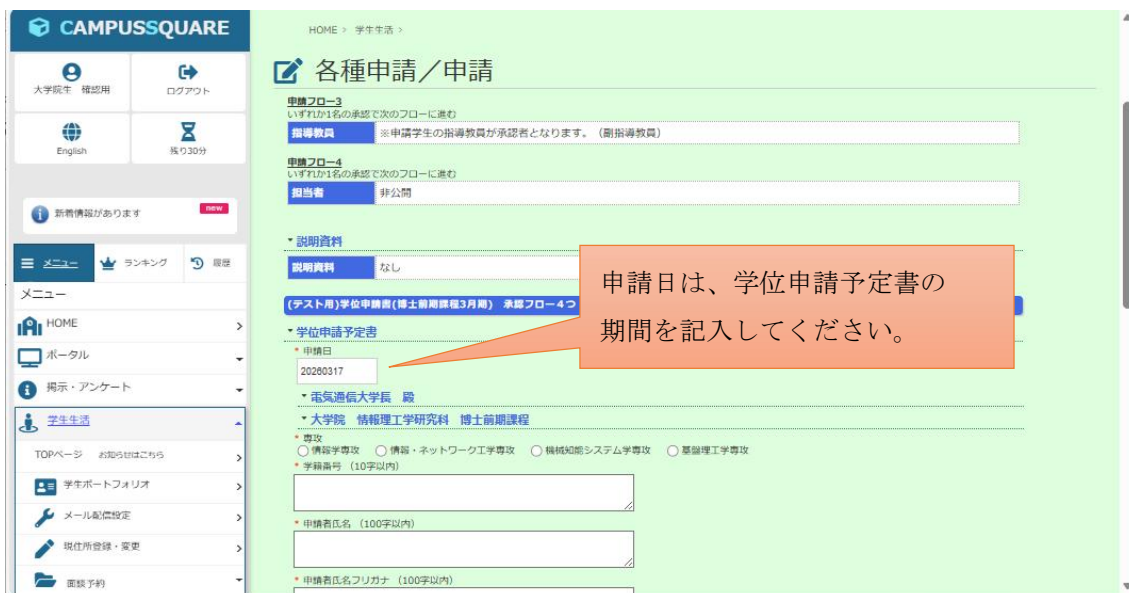 CAMPUSSQUARE
大学院生 確認用
ログアウト
English
残り30分
新着情報があります
new
メニュー
ランキング
履歴
メニュー
HOME
ポータル
掲示・アンケート
学生生活
TOPページ お知らせはこちら
学生ポートフォリオ
メール配信設定
現住所登録・変更
面談予約
HOME > 学生生活 >
各種申請／申請
申請フロー3
いずれか1名の承認で次のフローに進む
指導教員 ※申請学生の指導教員が承認者となります。（副指導教員）
申請フロー4
いずれか1名の承認で次のフローに進む
担当者 非公開
説明資料
説明資料 なし
(テスト用)学位申請書(博士前期課程3月期) 承認フロー4つ
申請日は、学位申請予定書の
期間を記入してください。
学位申請予定書
* 申請日
20260317
電気通信大学長 殿
大学院 情報理工学研究科 博士前期課程
* 専攻
情報学専攻 情報・ネットワーク工学専攻 機械知能システム学専攻 基盤理工学専攻
* 学籍番号 (10字以内)
* 申請者氏名 (100字以内)
* 申請者氏名フリガナ (100字以内)